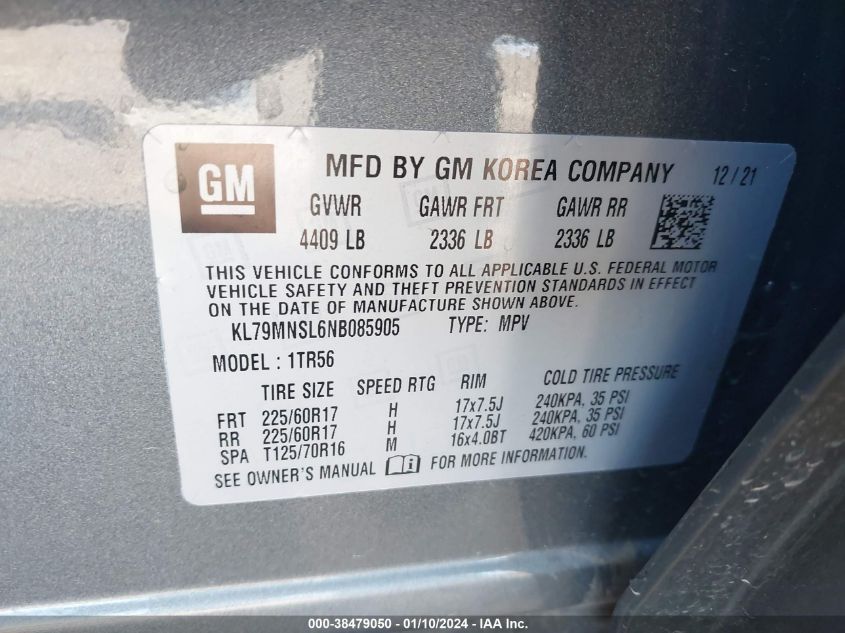 GM
MFD BY GM KOREA COMPANY 12/21
GVWR GAWR FRT GAWR RR
4409 LB 2336 LB 2336 LB
THIS VEHICLE CONFORMS TO ALL APPLICABLE U.S. FEDERAL MOTOR
VEHICLE SAFETY AND THEFT PREVENTION STANDARDS IN EFFECT
ON THE DATE OF MANUFACTURE SHOWN ABOVE.
KL79MNSL6NB085905 TYPE: MPV
MODEL : 1TR56
TIRE SIZE SPEED RTG RIM COLD TIRE PRESSURE
FRT 225/60R17 H 17x7.5J 240KPA, 35 PSI
RR 225/60R17 H 17x7.5J 240KPA, 35 PSI
SPA T125/70R16 M 16x4.0BT 420KPA, 60 PSI
SEE OWNER'S MANUAL FOR MORE INFORMATION.
000-38479050 - 01/10/2024 - IAA Inc.